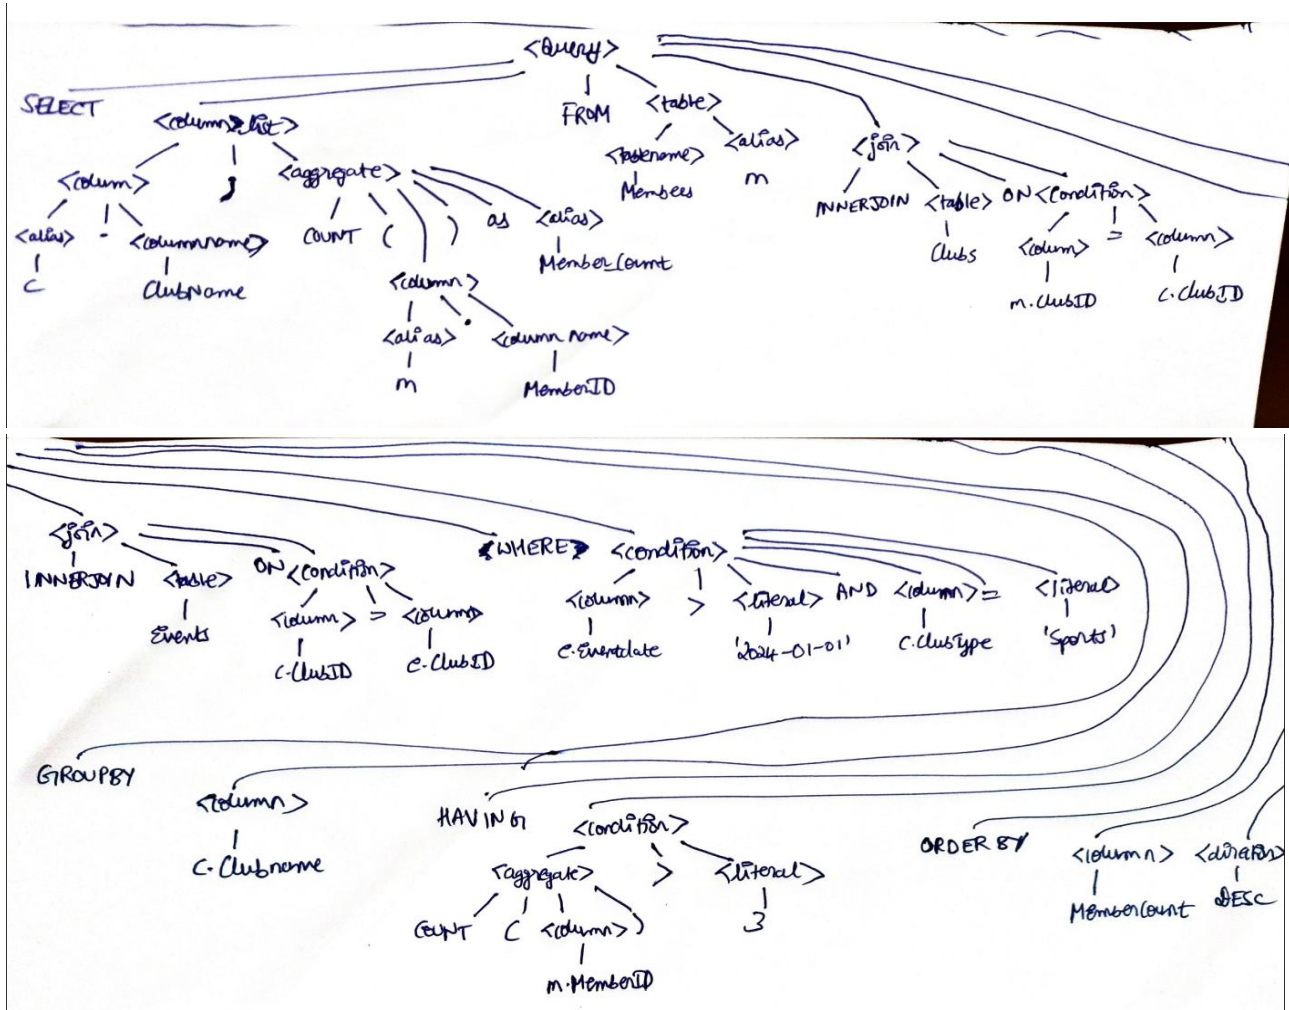 <Query>
SELECT
<column>list>
FROM
<table>
<column>
,
<aggregate>
<tablename>
<alias>
<join>
<alias>
.
<columnname>
COUNT
(
)
as
<alias>
Members
m
INNERJOIN
<table>
ON
<Condition>
C
ClubName
Member_Count
Clubs
<column>
=
<column>
<column>
m.ClubID
C.ClubID
<alias>
.
<column name>
m
MemberID
<join>
INNERJOIN
<table>
ON
<Condition>
<WHERE>
<condition>
Events
<column>
=
<column>
<column>
>
<literal>
AND
<column>
=
<literal>
C.ClubID
e.ClubID
e.Eventdate
'2024-01-01'
C.ClubType
'Sports'
GROUPBY
<column>
HAVING
<condition>
ORDER BY
<column>
<direction>
C.Clubname
<aggregate>
>
<literal>
MemberCount
DESC
COUNT
(
<column>
)
3
m.MemberID